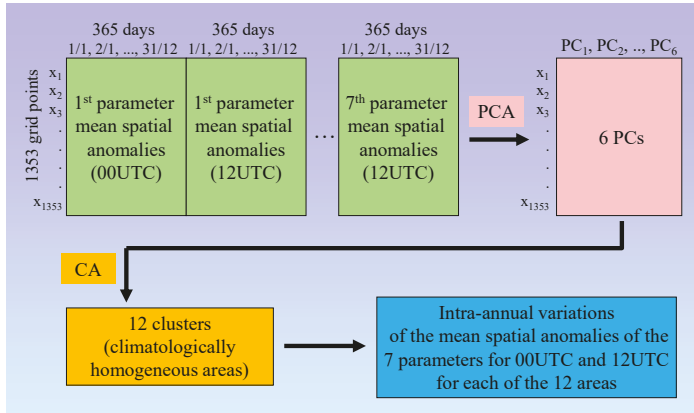 365 days
365 days
365 days
1/1, 2/1, ..., 31/12
1/1, 2/1, ..., 31/12
1/1, 2/1, ..., 31/12
PC₁, PC₂, .., PC₆
1353 grid points
x₁
x₂
x₃
.
.
.
.
x₁₃₅₃
1ˢᵗ parameter
mean spatial
anomalies
(00UTC)
1ˢᵗ parameter
mean spatial
anomalies
(12UTC)
...
7ᵗʰ parameter
mean spatial
anomalies
(12UTC)
PCA
x₁
x₂
x₃
.
.
.
.
x₁₃₅₃
6 PCs
CA
12 clusters
(climatologically
homogeneous areas)
Intra-annual variations
of the mean spatial anomalies of the
7 parameters for 00UTC and 12UTC
for each of the 12 areas